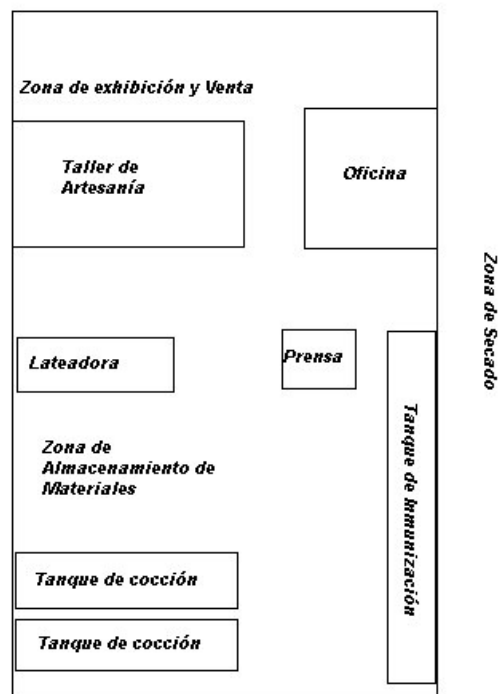 Zona de exhibición y Venta
Taller de
Artesanía
Oficina
Zona de Secado
Lateadora
Prensa
Tanque de Inmunización
Zona de
Almacenamiento de
Materiales
Tanque de cocción
Tanque de cocción